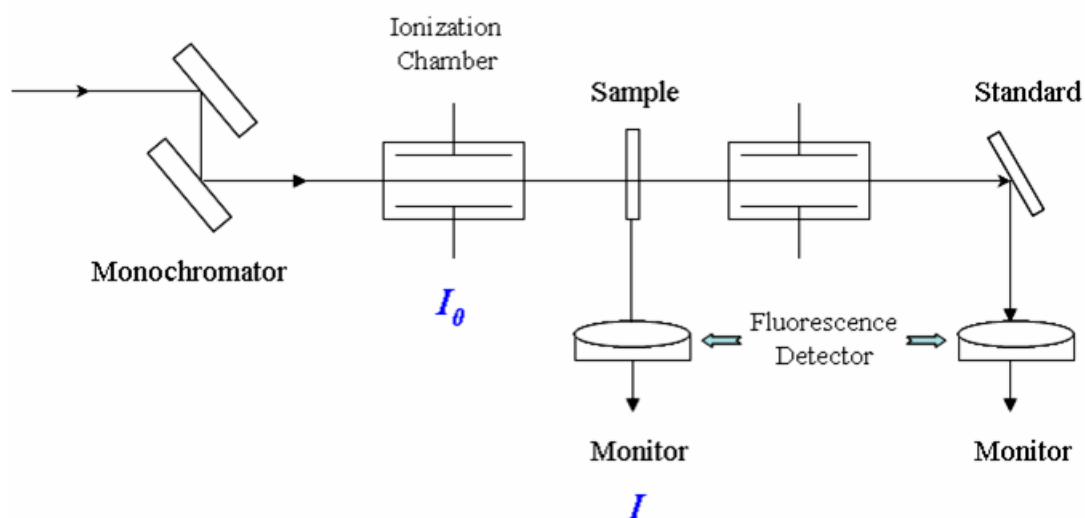 Ionization
Chamber
Sample
Standard
Monochromator
I0
Fluorescence
Detector
Monitor
Monitor
I